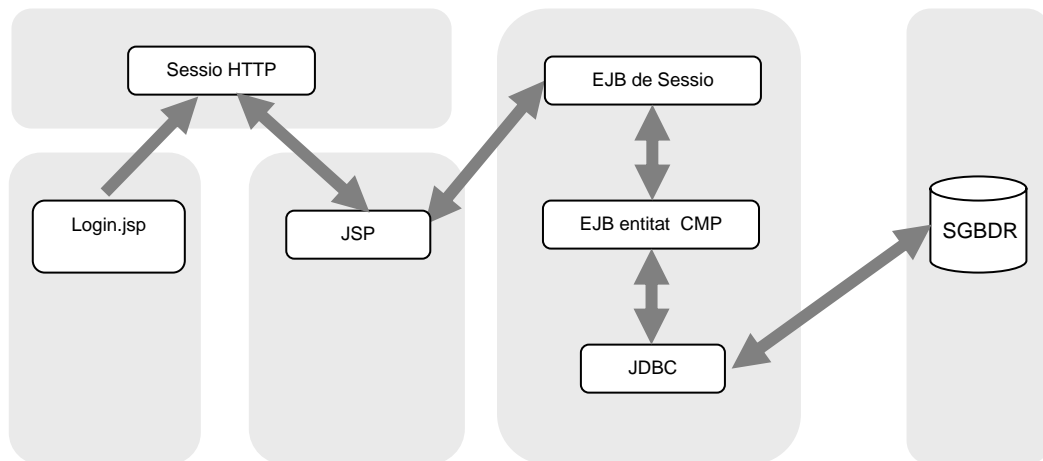 Sessio HTTP
EJB de Sessio
Login.jsp
JSP
EJB entitat  CMP
SGBDR
JDBC